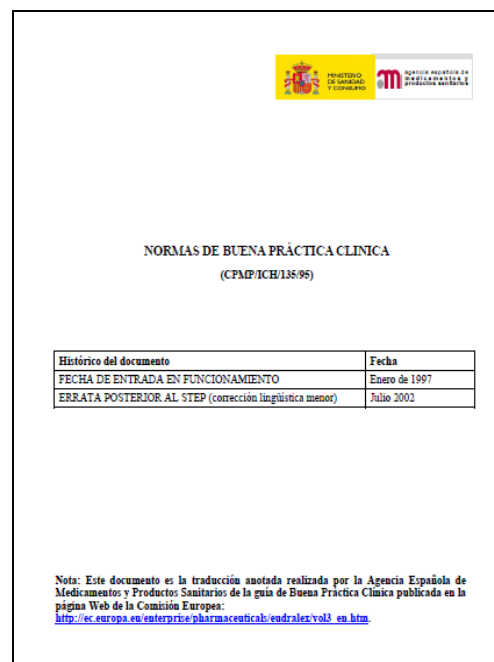 MINISTERIO
DE SANIDAD
Y CONSUMO
agencia española de
medicamentos y
productos sanitarios
NORMAS DE BUENA PRÁCTICA CLINICA
(CPMP/ICH/135/95)
Histórico del documento Fecha
FECHA DE ENTRADA EN FUNCIONAMIENTO Enero de 1997
ERRATA POSTERIOR AL STEP (corrección lingüística menor) Julio 2002
Nota: Este documento es la traducción anotada realizada por la Agencia Española de
Medicamentos y Productos Sanitarios de la guía de Buena Práctica Clínica publicada en la
página Web de la Comisión Europea:
http://ec.europa.eu/enterprise/pharmaceuticals/eudralex/vol3_en.htm.